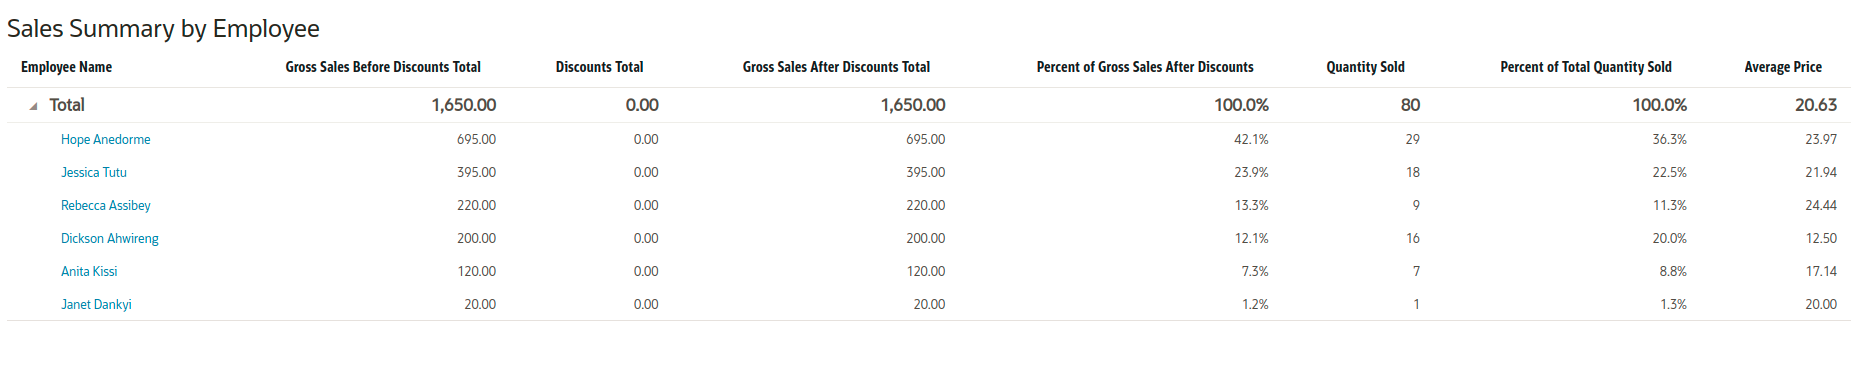 Sales Summary by Employee
Employee Name Gross Sales Before Discounts Total Discounts Total Gross Sales After Discounts Total Percent of Gross Sales After Discounts Quantity Sold Percent of Total Quantity Sold Average Price
Total 1,650.00 0.00 1,650.00 100.0% 80 100.0% 20.63
Hope Anedorme 695.00 0.00 695.00 42.1% 29 36.3% 23.97
Jessica Tutu 395.00 0.00 395.00 23.9% 18 22.5% 21.94
Rebecca Assibey 220.00 0.00 220.00 13.3% 9 11.3% 24.44
Dickson Ahwireng 200.00 0.00 200.00 12.1% 16 20.0% 12.50
Anita Kissi 120.00 0.00 120.00 7.3% 7 8.8% 17.14
Janet Dankyi 20.00 0.00 20.00 1.2% 1 1.3% 20.00